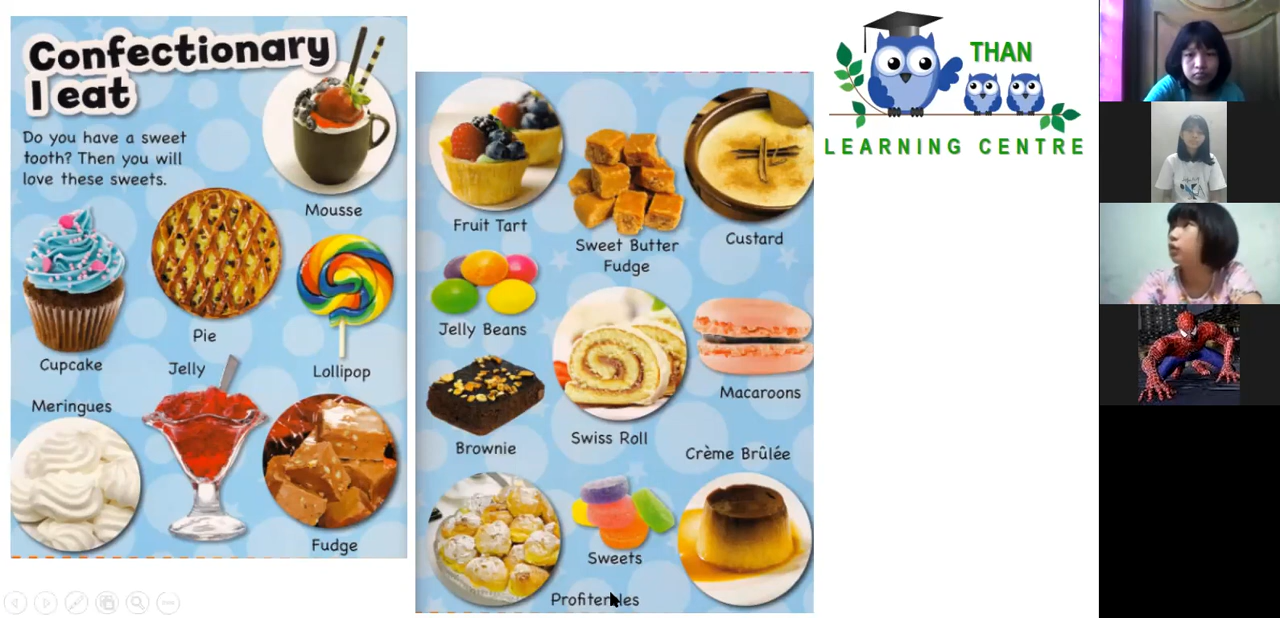 Confectionary
I eat
Do you have a sweet
tooth? Then you will
love these sweets.
Mousse
Cupcake
Pie
Lollipop
Jelly
Meringues
Fudge
Fruit Tart
Sweet Butter
Fudge
Custard
Jelly Beans
Swiss Roll
Macaroons
Brownie
Crème Brûlée
Sweets
THAN
LEARNING CENTRE